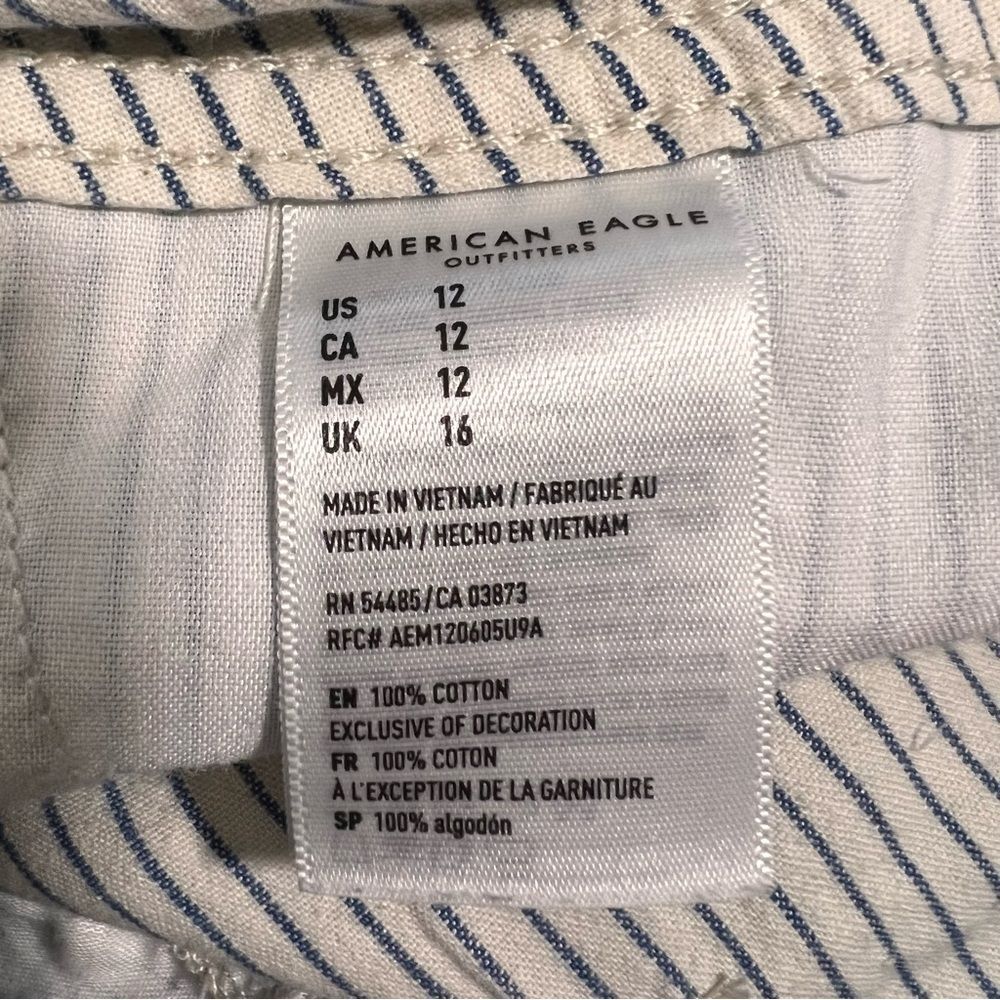 AMERICAN EAGLE
OUTFITTERS
US 12
CA 12
MX 12
UK 16
MADE IN VIETNAM / FABRIQUÉ AU
VIETNAM / HECHO EN VIETNAM
RN 54485/CA 03873
RFC# AEM120605U9A
EN 100% COTTON
EXCLUSIVE OF DECORATION
FR 100% COTON
À L'EXCEPTION DE LA GARNITURE
SP 100% algodón